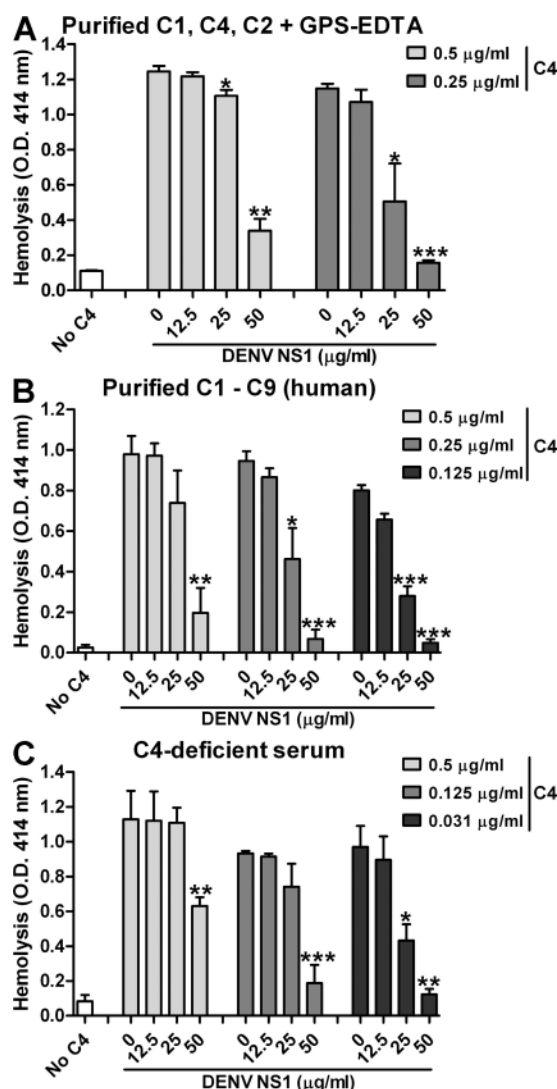 A Purified C1, C4, C2 + GPS-EDTA
Hemolysis (O.D. 414 nm)
1.4
1.2
1.0
0.8
0.6
0.4
0.2
0.0
0.5 μg/ml
0.25 μg/ml
C4
*
**
*
***
No C4 0 12.5 25 50 0 12.5 25 50
DENV NS1 (μg/ml)
B Purified C1 - C9 (human)
Hemolysis (O.D. 414 nm)
1.2
1.0
0.8
0.6
0.4
0.2
0.0
0.5 μg/ml
0.25 μg/ml
0.125 μg/ml
C4
**
*
***
***
***
No C4 0 12.5 25 50 0 12.5 25 50 0 12.5 25 50
DENV NS1 (μg/ml)
C C4-deficient serum
Hemolysis (O.D. 414 nm)
1.4
1.2
1.0
0.8
0.6
0.4
0.2
0.0
0.5 μg/ml
0.125 μg/ml
0.031 μg/ml
C4
**
***
*
**
No C4 0 12.5 25 50 0 12.5 25 50 0 12.5 25 50
DENV NS1 (μg/ml)